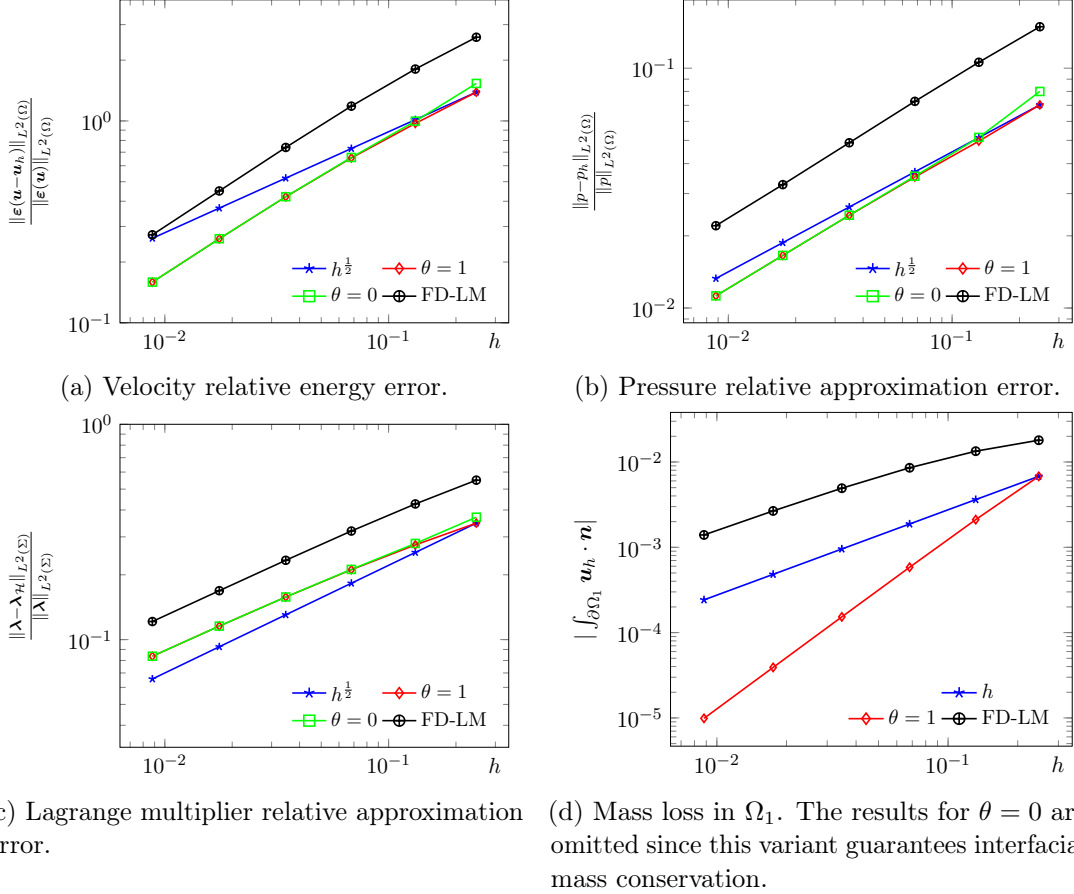 ‖ε(u−u_h)‖_{L²(Ω)} / ‖ε(u)‖_{L²(Ω)}
10^0
10^{-1}
h^{1/2}
θ = 1
θ = 0
FD-LM
10^{-2}
10^{-1}
h
(a) Velocity relative energy error.
‖p−p_h‖_{L²(Ω)} / ‖p‖_{L²(Ω)}
10^{-1}
10^{-2}
h^{1/2}
θ = 1
θ = 0
FD-LM
10^{-2}
10^{-1}
h
(b) Pressure relative approximation error.
‖λ−λ_ℋ‖_{L²(Σ)} / ‖λ‖_{L²(Σ)}
10^0
10^{-1}
h^{1/2}
θ = 1
θ = 0
FD-LM
10^{-2}
10^{-1}
h
c) Lagrange multiplier relative approximation
rror.
| ∫_{∂Ω₁} u_h · n|
10^{-2}
10^{-3}
10^{-4}
10^{-5}
h
θ = 1
FD-LM
10^{-2}
10^{-1}
h
(d) Mass loss in Ω₁. The results for θ = 0 ar
omitted since this variant guarantees interfacia
mass conservation.